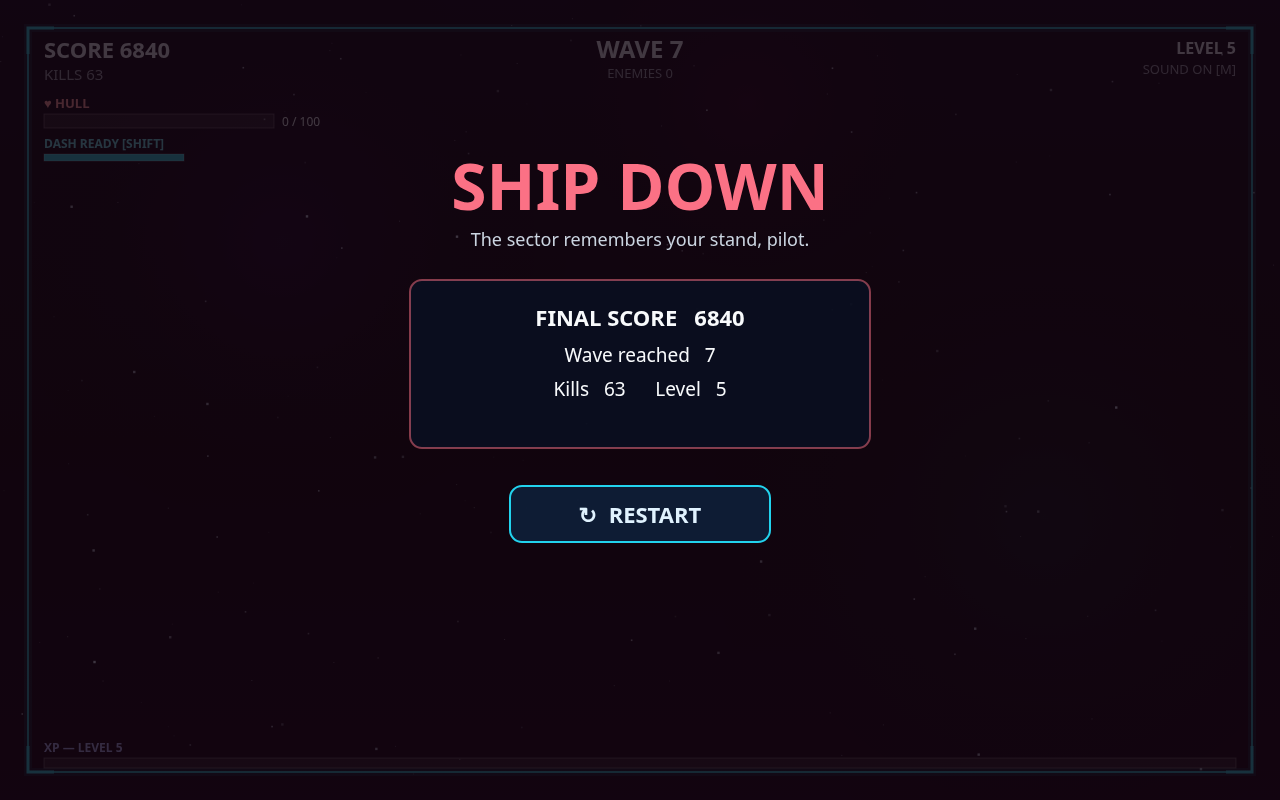 SCORE 6840
WAVE 7
LEVEL 5
KILLS 63
ENEMIES 0
SOUND ON [M]
♥ HULL
0 / 100
DASH READY [SHIFT]
SHIP DOWN
The sector remembers your stand, pilot.
FINAL SCORE 6840
Wave reached 7
Kills 63 Level 5
↻ RESTART
XP — LEVEL 5